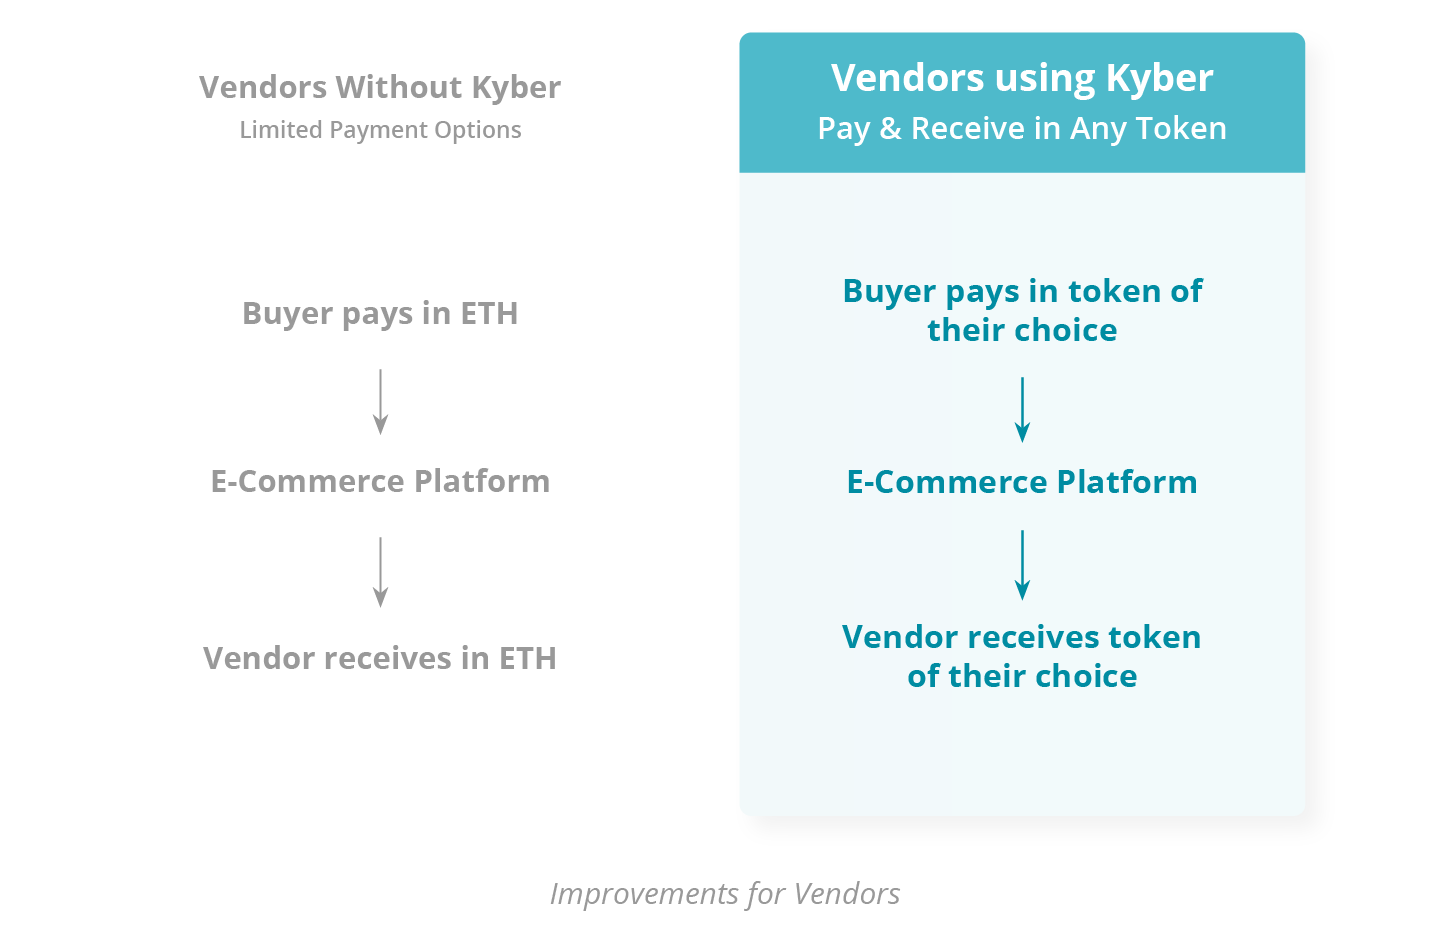 Vendors Without Kyber
Limited Payment Options
Buyer pays in ETH
E-Commerce Platform
Vendor receives in ETH
Vendors using Kyber
Pay & Receive in Any Token
Buyer pays in token of
their choice
E-Commerce Platform
Vendor receives token
of their choice
Improvements for Vendors